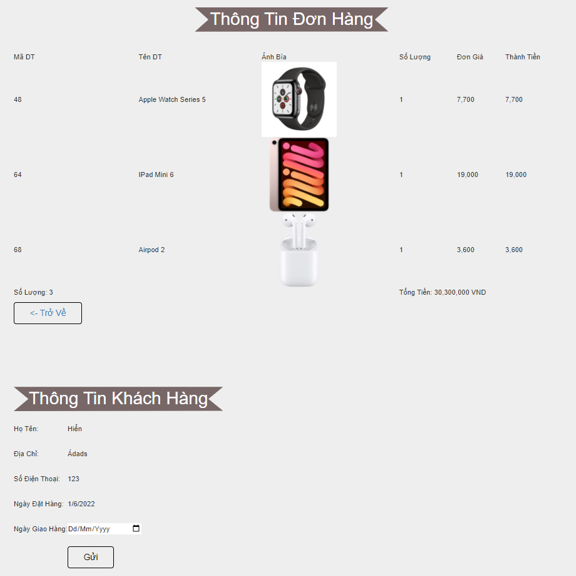 Thông Tin Đơn Hàng
Mã DT Tên DT Ảnh Bìa Số Lượng Đơn Giá Thành Tiền
48 Apple Watch Series 5 1 7,700 7,700
64 IPad Mini 6 1 19,000 19,000
68 Airpod 2 1 3,600 3,600
Số Lượng: 3 Tổng Tiền: 30,300,000 VND
<- Trở Về
Thông Tin Khách Hàng
Họ Tên: Hiển
Địa Chỉ: Ádads
Số Điện Thoại: 123
Ngày Đặt Hàng: 1/6/2022
Ngày Giao Hàng: Dd/Mm/Yyyy
Gửi